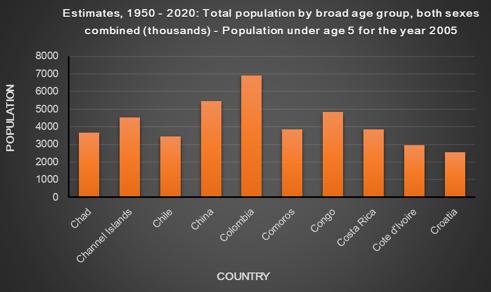 Estimates, 1950 - 2020: Total population by broad age group, both sexes
combined (thousands) - Population under age 5 for the year 2005
POPULATION
8000
7000
6000
5000
4000
3000
2000
1000
0
Chad
Channel Islands
Chile
China
Colombia
Comoros
Congo
Costa Rica
Cote d'Ivoire
Croatia
COUNTRY